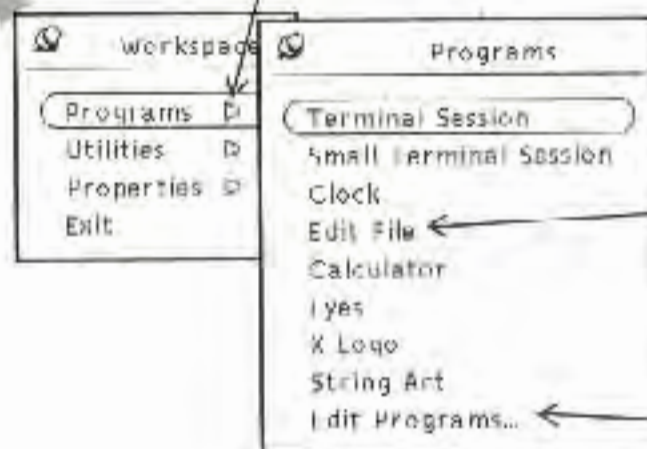 Workspace
Programs
Utilities
Properties
Exit
Programs
Terminal Session
Small Terminal Session
Clock
Edit File
Calculator
Eyes
X Logo
String Art
Edit Programs...